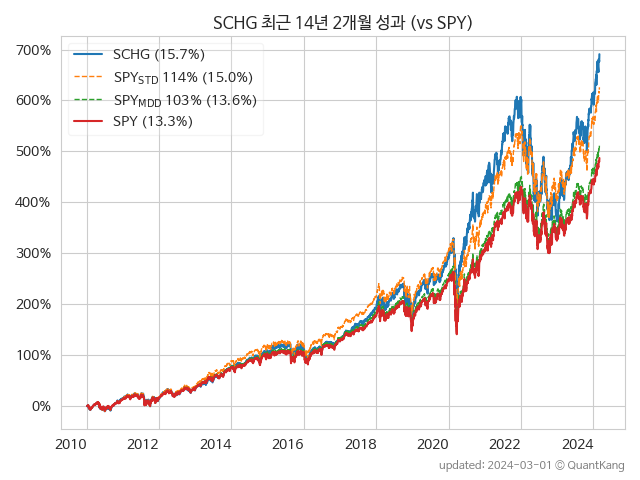 SCHG 최근 14년 2개월 성과 (vs SPY)
SCHG (15.7%)
SPY_STD 114% (15.0%)
SPY_MDD 103% (13.6%)
SPY (13.3%)
700%
600%
500%
400%
300%
200%
100%
0%
2010 2012 2014 2016 2018 2020 2022 2024
updated: 2024-03-01 © QuantKang